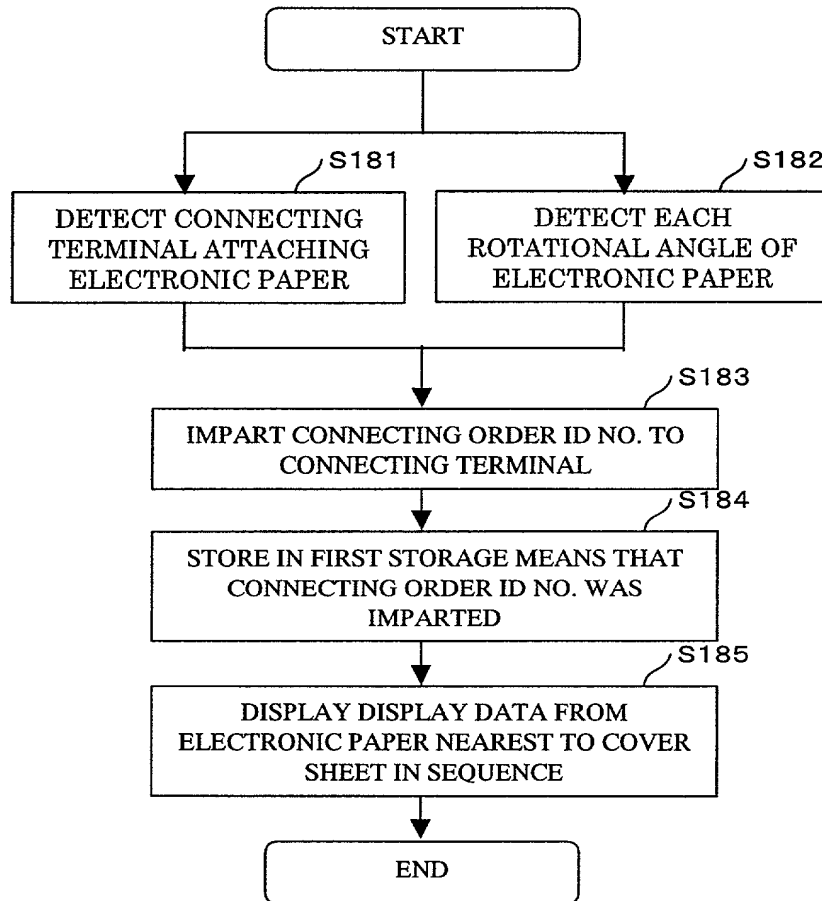 START
S181
S182
DETECT CONNECTING
TERMINAL ATTACHING
ELECTRONIC PAPER
DETECT EACH
ROTATIONAL ANGLE OF
ELECTRONIC PAPER
S183
IMPART CONNECTING ORDER ID NO. TO
CONNECTING TERMINAL
S184
STORE IN FIRST STORAGE MEANS THAT
CONNECTING ORDER ID NO. WAS
IMPARTED
S185
DISPLAY DISPLAY DATA FROM
ELECTRONIC PAPER NEAREST TO COVER
SHEET IN SEQUENCE
END